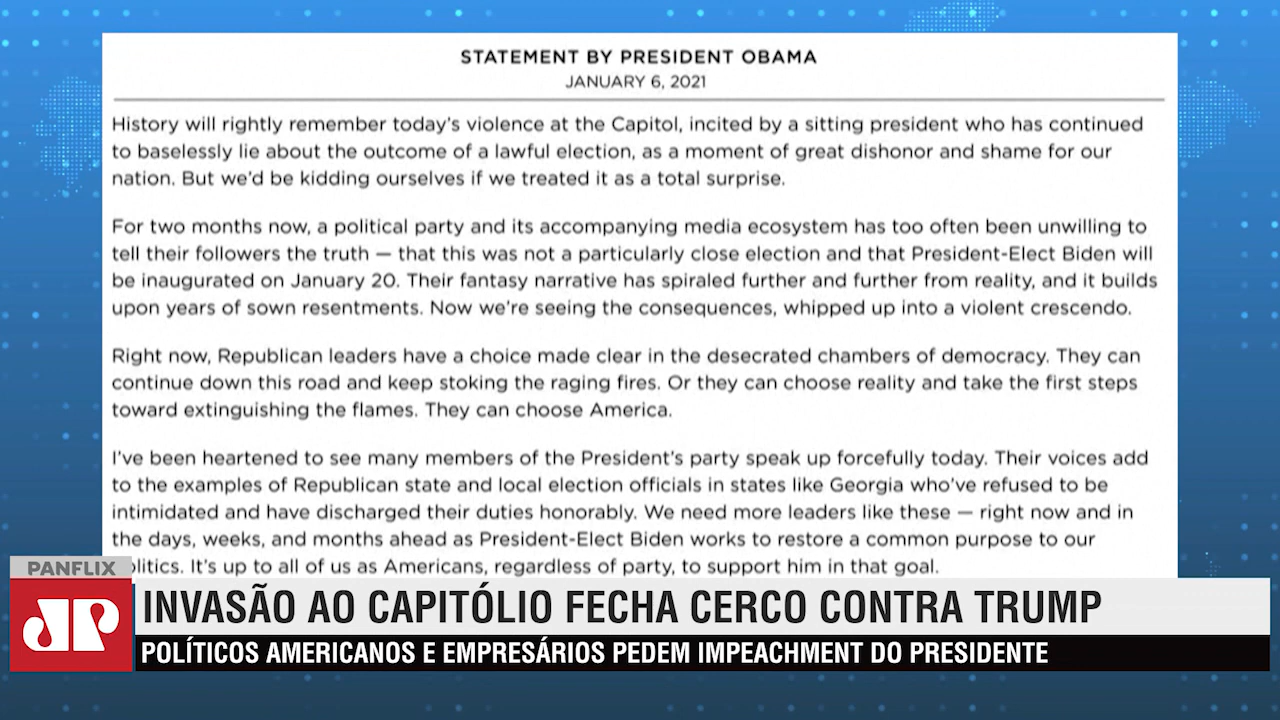 STATEMENT BY PRESIDENT OBAMA
JANUARY 6, 2021
History will rightly remember today's violence at the Capitol, incited by a sitting president who has continued
to baselessly lie about the outcome of a lawful election, as a moment of great dishonor and shame for our
nation. But we'd be kidding ourselves if we treated it as a total surprise.
For two months now, a political party and its accompanying media ecosystem has too often been unwilling to
tell their followers the truth — that this was not a particularly close election and that President-Elect Biden will
be inaugurated on January 20. Their fantasy narrative has spiraled further and further from reality, and it builds
upon years of sown resentments. Now we're seeing the consequences, whipped up into a violent crescendo.
Right now, Republican leaders have a choice made clear in the desecrated chambers of democracy. They can
continue down this road and keep stoking the raging fires. Or they can choose reality and take the first steps
toward extinguishing the flames. They can choose America.
I've been heartened to see many members of the President's party speak up forcefully today. Their voices add
to the examples of Republican state and local election officials in states like Georgia who've refused to be
intimidated and have discharged their duties honorably. We need more leaders like these — right now and in
the days, weeks, and months ahead as President-Elect Biden works to restore a common purpose to our
olitics. It's up to all of us as Americans, regardless of party, to support him in that goal.
PANFLIX
JP
INVASÃO AO CAPITÓLIO FECHA CERCO CONTRA TRUMP
POLÍTICOS AMERICANOS E EMPRESÁRIOS PEDEM IMPEACHMENT DO PRESIDENTE